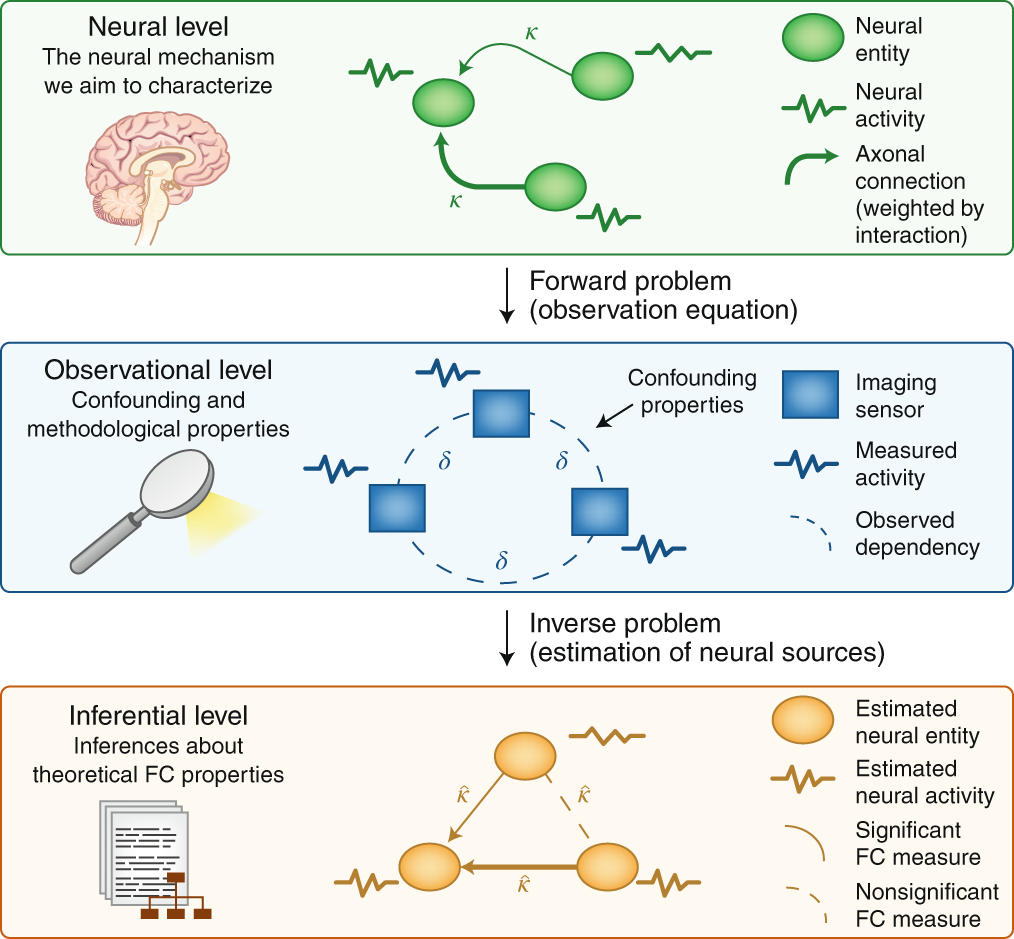 Neural level
The neural mechanism
we aim to characterize
κ
κ
Neural
entity
Neural
activity
Axonal
connection
(weighted by
interaction)
Forward problem
(observation equation)
Observational level
Confounding and
methodological properties
Confounding
properties
δ
δ
δ
Imaging
sensor
Measured
activity
Observed
dependency
Inverse problem
(estimation of neural sources)
Inferential level
Inferences about
theoretical FC properties
κ̂
κ̂
κ̂
Estimated
neural entity
Estimated
neural activity
Significant
FC measure
Nonsignificant
FC measure